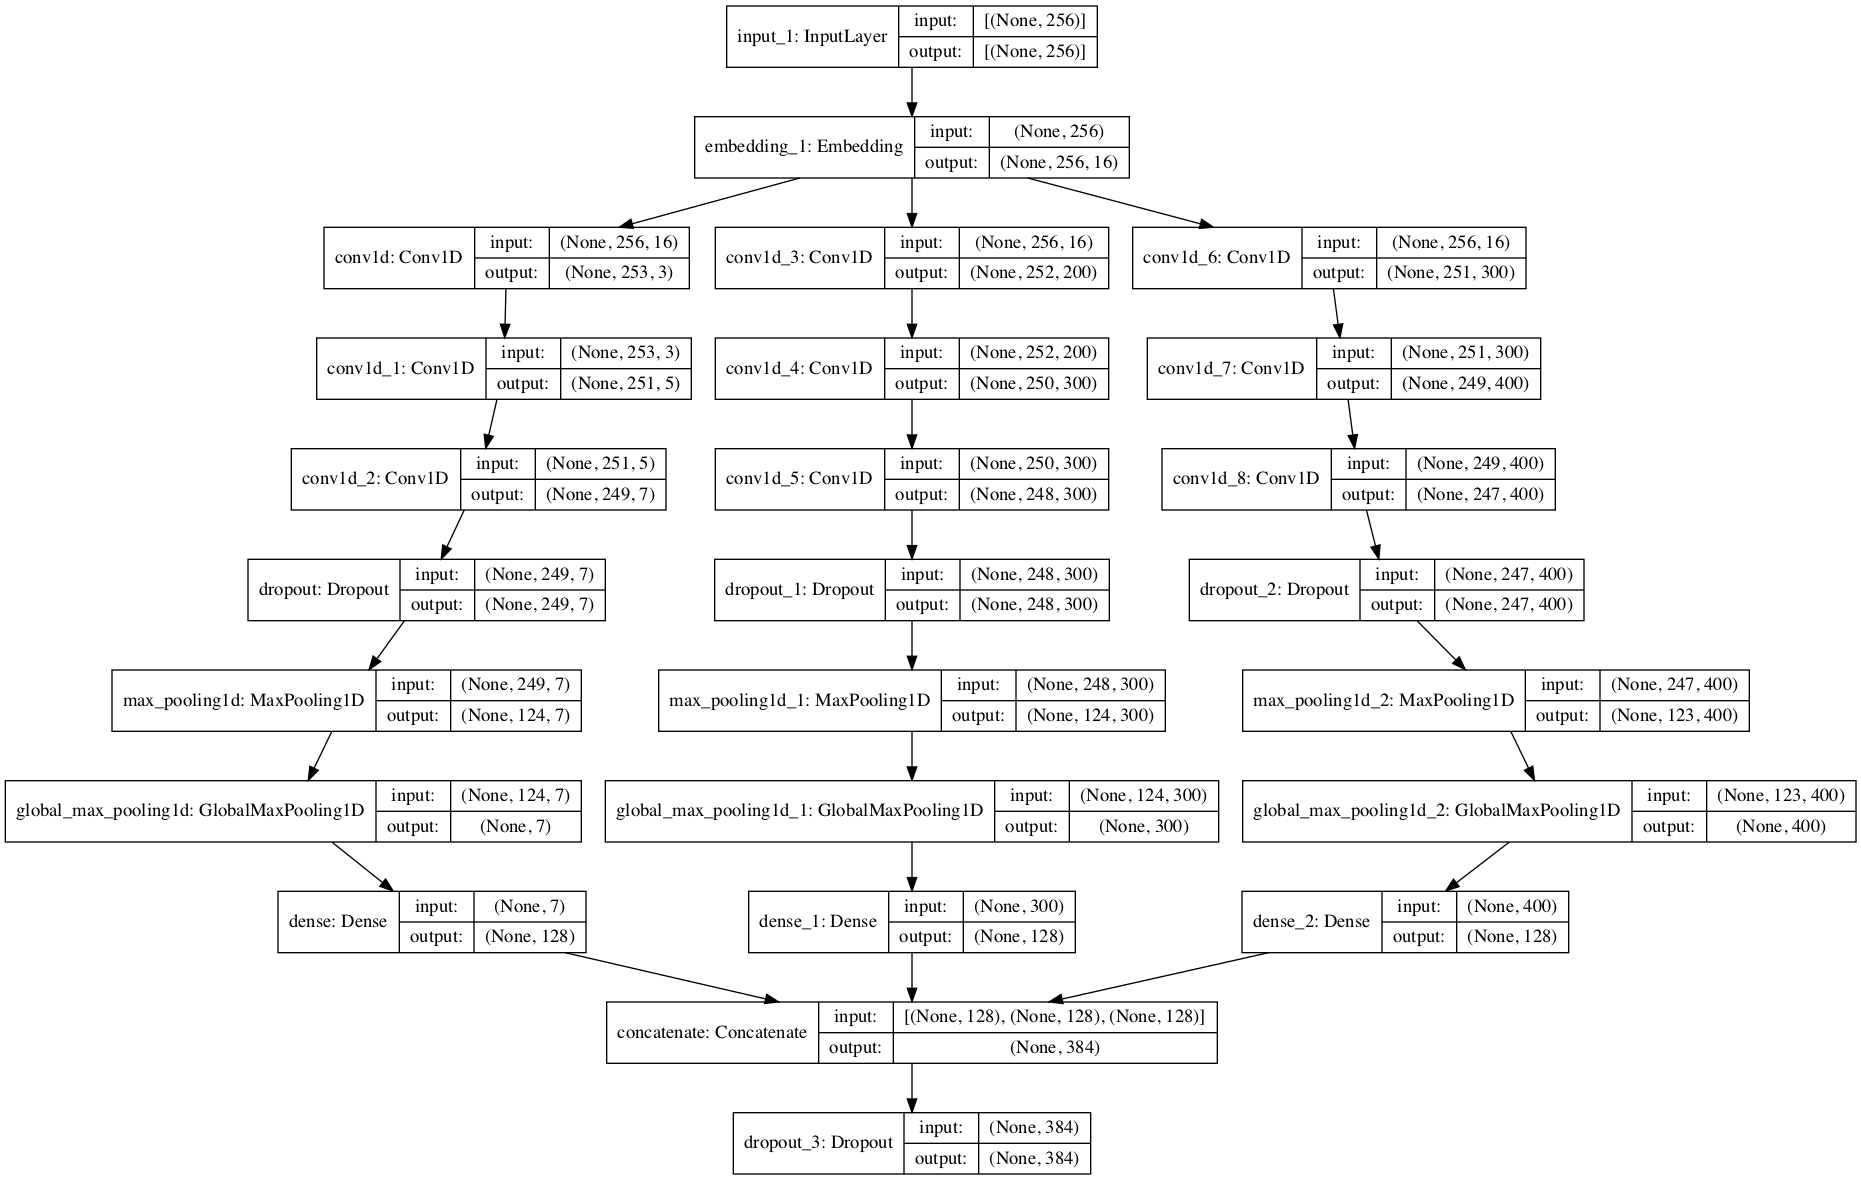 input_1: InputLayer
input: [(None, 256)]
output: [(None, 256)]
embedding_1: Embedding
input: (None, 256)
output: (None, 256, 16)
conv1d: Conv1D
input: (None, 256, 16)
output: (None, 253, 3)
conv1d_3: Conv1D
input: (None, 256, 16)
output: (None, 252, 200)
conv1d_6: Conv1D
input: (None, 256, 16)
output: (None, 251, 300)
conv1d_1: Conv1D
input: (None, 253, 3)
output: (None, 251, 5)
conv1d_4: Conv1D
input: (None, 252, 200)
output: (None, 250, 300)
conv1d_7: Conv1D
input: (None, 251, 300)
output: (None, 249, 400)
conv1d_2: Conv1D
input: (None, 251, 5)
output: (None, 249, 7)
conv1d_5: Conv1D
input: (None, 250, 300)
output: (None, 248, 300)
conv1d_8: Conv1D
input: (None, 249, 400)
output: (None, 247, 400)
dropout: Dropout
input: (None, 249, 7)
output: (None, 249, 7)
dropout_1: Dropout
input: (None, 248, 300)
output: (None, 248, 300)
dropout_2: Dropout
input: (None, 247, 400)
output: (None, 247, 400)
max_pooling1d: MaxPooling1D
input: (None, 249, 7)
output: (None, 124, 7)
max_pooling1d_1: MaxPooling1D
input: (None, 248, 300)
output: (None, 124, 300)
max_pooling1d_2: MaxPooling1D
input: (None, 247, 400)
output: (None, 123, 400)
global_max_pooling1d: GlobalMaxPooling1D
input: (None, 124, 7)
output: (None, 7)
global_max_pooling1d_1: GlobalMaxPooling1D
input: (None, 124, 300)
output: (None, 300)
global_max_pooling1d_2: GlobalMaxPooling1D
input: (None, 123, 400)
output: (None, 400)
dense: Dense
input: (None, 7)
output: (None, 128)
dense_1: Dense
input: (None, 300)
output: (None, 128)
dense_2: Dense
input: (None, 400)
output: (None, 128)
concatenate: Concatenate
input: [(None, 128), (None, 128), (None, 128)]
output: (None, 384)
dropout_3: Dropout
input: (None, 384)
output: (None, 384)